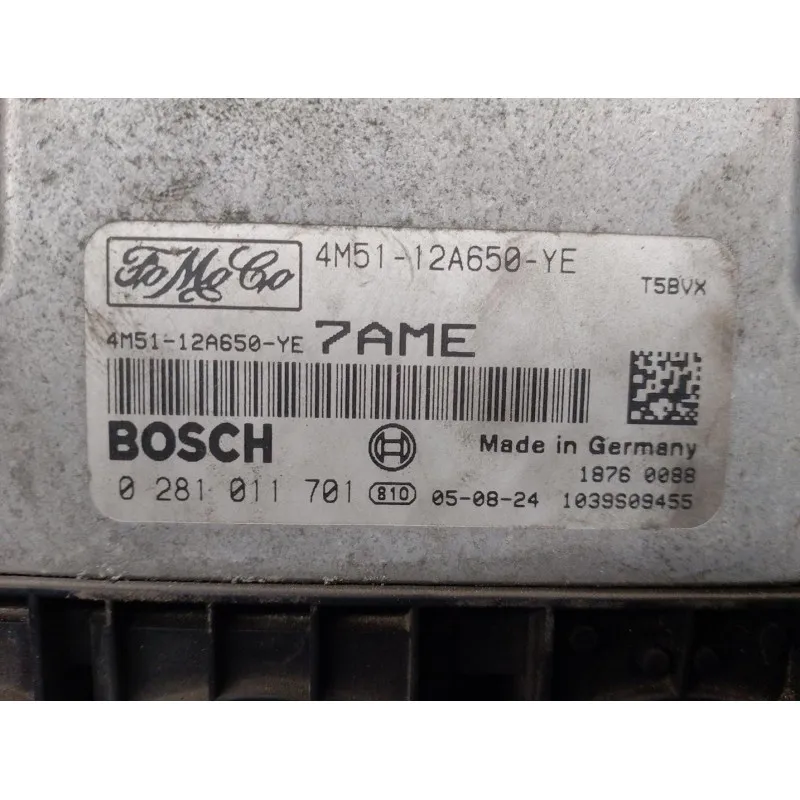 FoMoCo 4M51-12A650-YE
T5BVX
4M51-12A650-YE 7AME
BOSCH Made in Germany
1876 0088
0 281 011 701 810 05-08-24 1039S09455